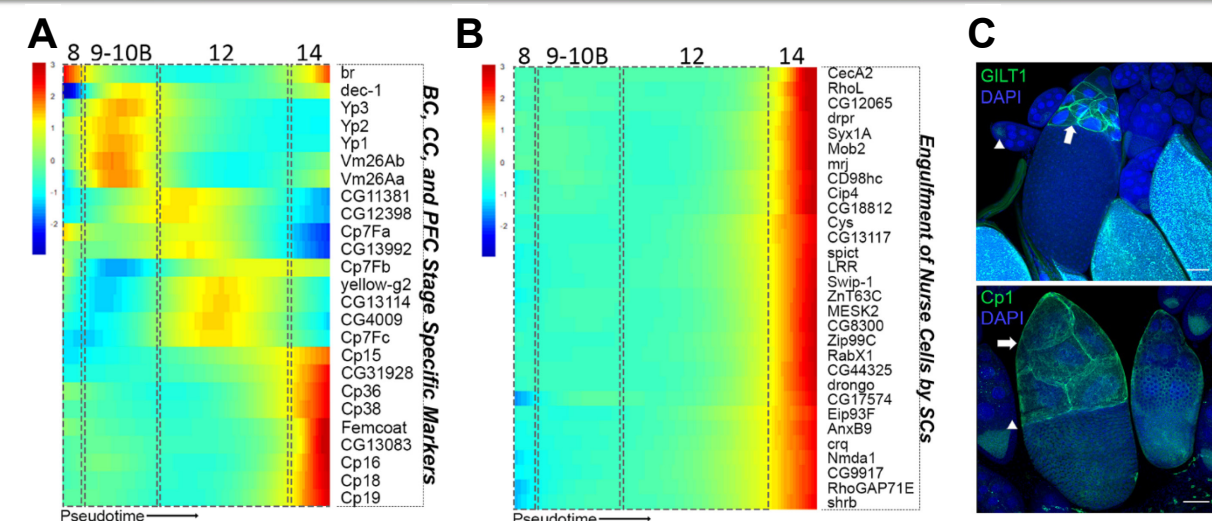 A
8 9-10B 12 14
3
2
1
0
-1
-2
br
dec-1
Yp3
Yp2
Yp1
Vm26Ab
Vm26Aa
CG11381
CG12398
Cp7Fa
CG13992
Cp7Fb
yellow-g2
CG13114
CG4009
Cp7Fc
Cp15
CG31928
Cp36
Cp38
Femcoat
CG13083
Cp16
Cp18
Cp19
BC, CC, and PFC Stage Specific Markers
Pseudotime
B
8 9-10B 12 14
3
2
1
0
-1
-2
CecA2
RhoL
CG12065
drpr
Syx1A
Mob2
mrj
CD98hc
Cip4
CG18812
Cys
CG13117
spict
LRR
Swip-1
ZnT63C
MESK2
CG8300
Zip99C
RabX1
CG44325
drongo
CG17574
Eip93F
AnxB9
crq
Nmda1
CG9917
RhoGAP71E
shrb
Engulfment of Nurse Cells by SCs
Pseudotime
C
GILT1
DAPI
Cp1
DAPI